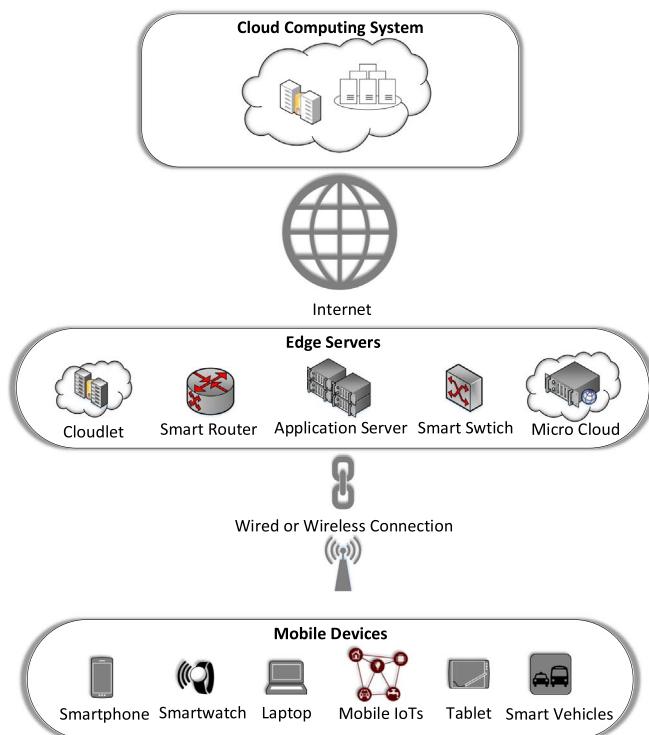 Cloud Computing System
Internet
Edge Servers
Cloudlet Smart Router Application Server Smart Swtich Micro Cloud
Wired or Wireless Connection
Mobile Devices
Smartphone Smartwatch Laptop Mobile IoTs Tablet Smart Vehicles